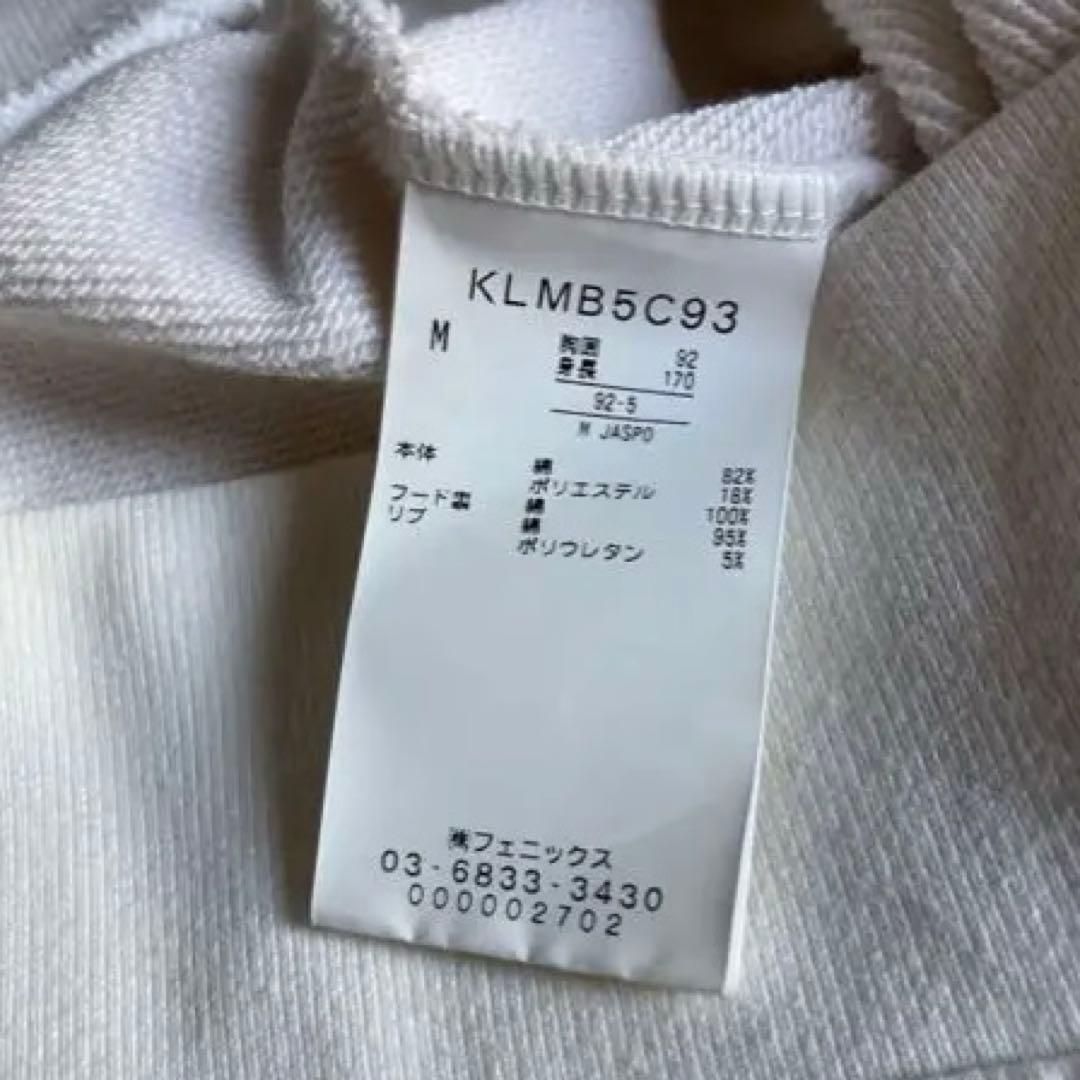 KLMB5C93
M
胸囲 92
身長 170
92-5
M JASPO
本体 綿 82%
ポリエステル 18%
フード裏 綿 100%
リブ 綿 95%
ポリウレタン 5%
㈱フェニックス
03-6833-3430
000002702